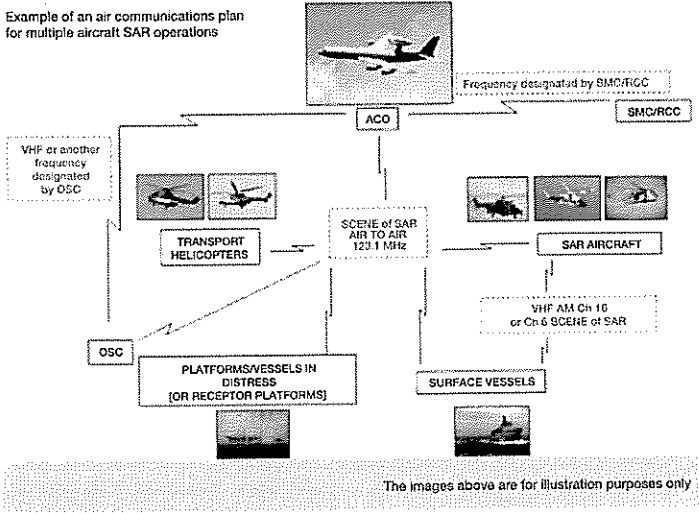 Example of an air communications plan
for multiple aircraft SAR operations
Frequency designated by SMC/RCC
SMC/RCC
ACO
VHF or another
frequency
designated
by OSC
SCENE of SAR
AIR TO AIR
123.1 MHz
TRANSPORT
HELICOPTERS
SAR AIRCRAFT
VHF AM Ch 16
or Ch 6 SCENE of SAR
OSC
PLATFORMS/VESSELS IN
DISTRESS
[OR RECEPTOR PLATFORMS]
SURFACE VESSELS
The images above are for illustration purposes only